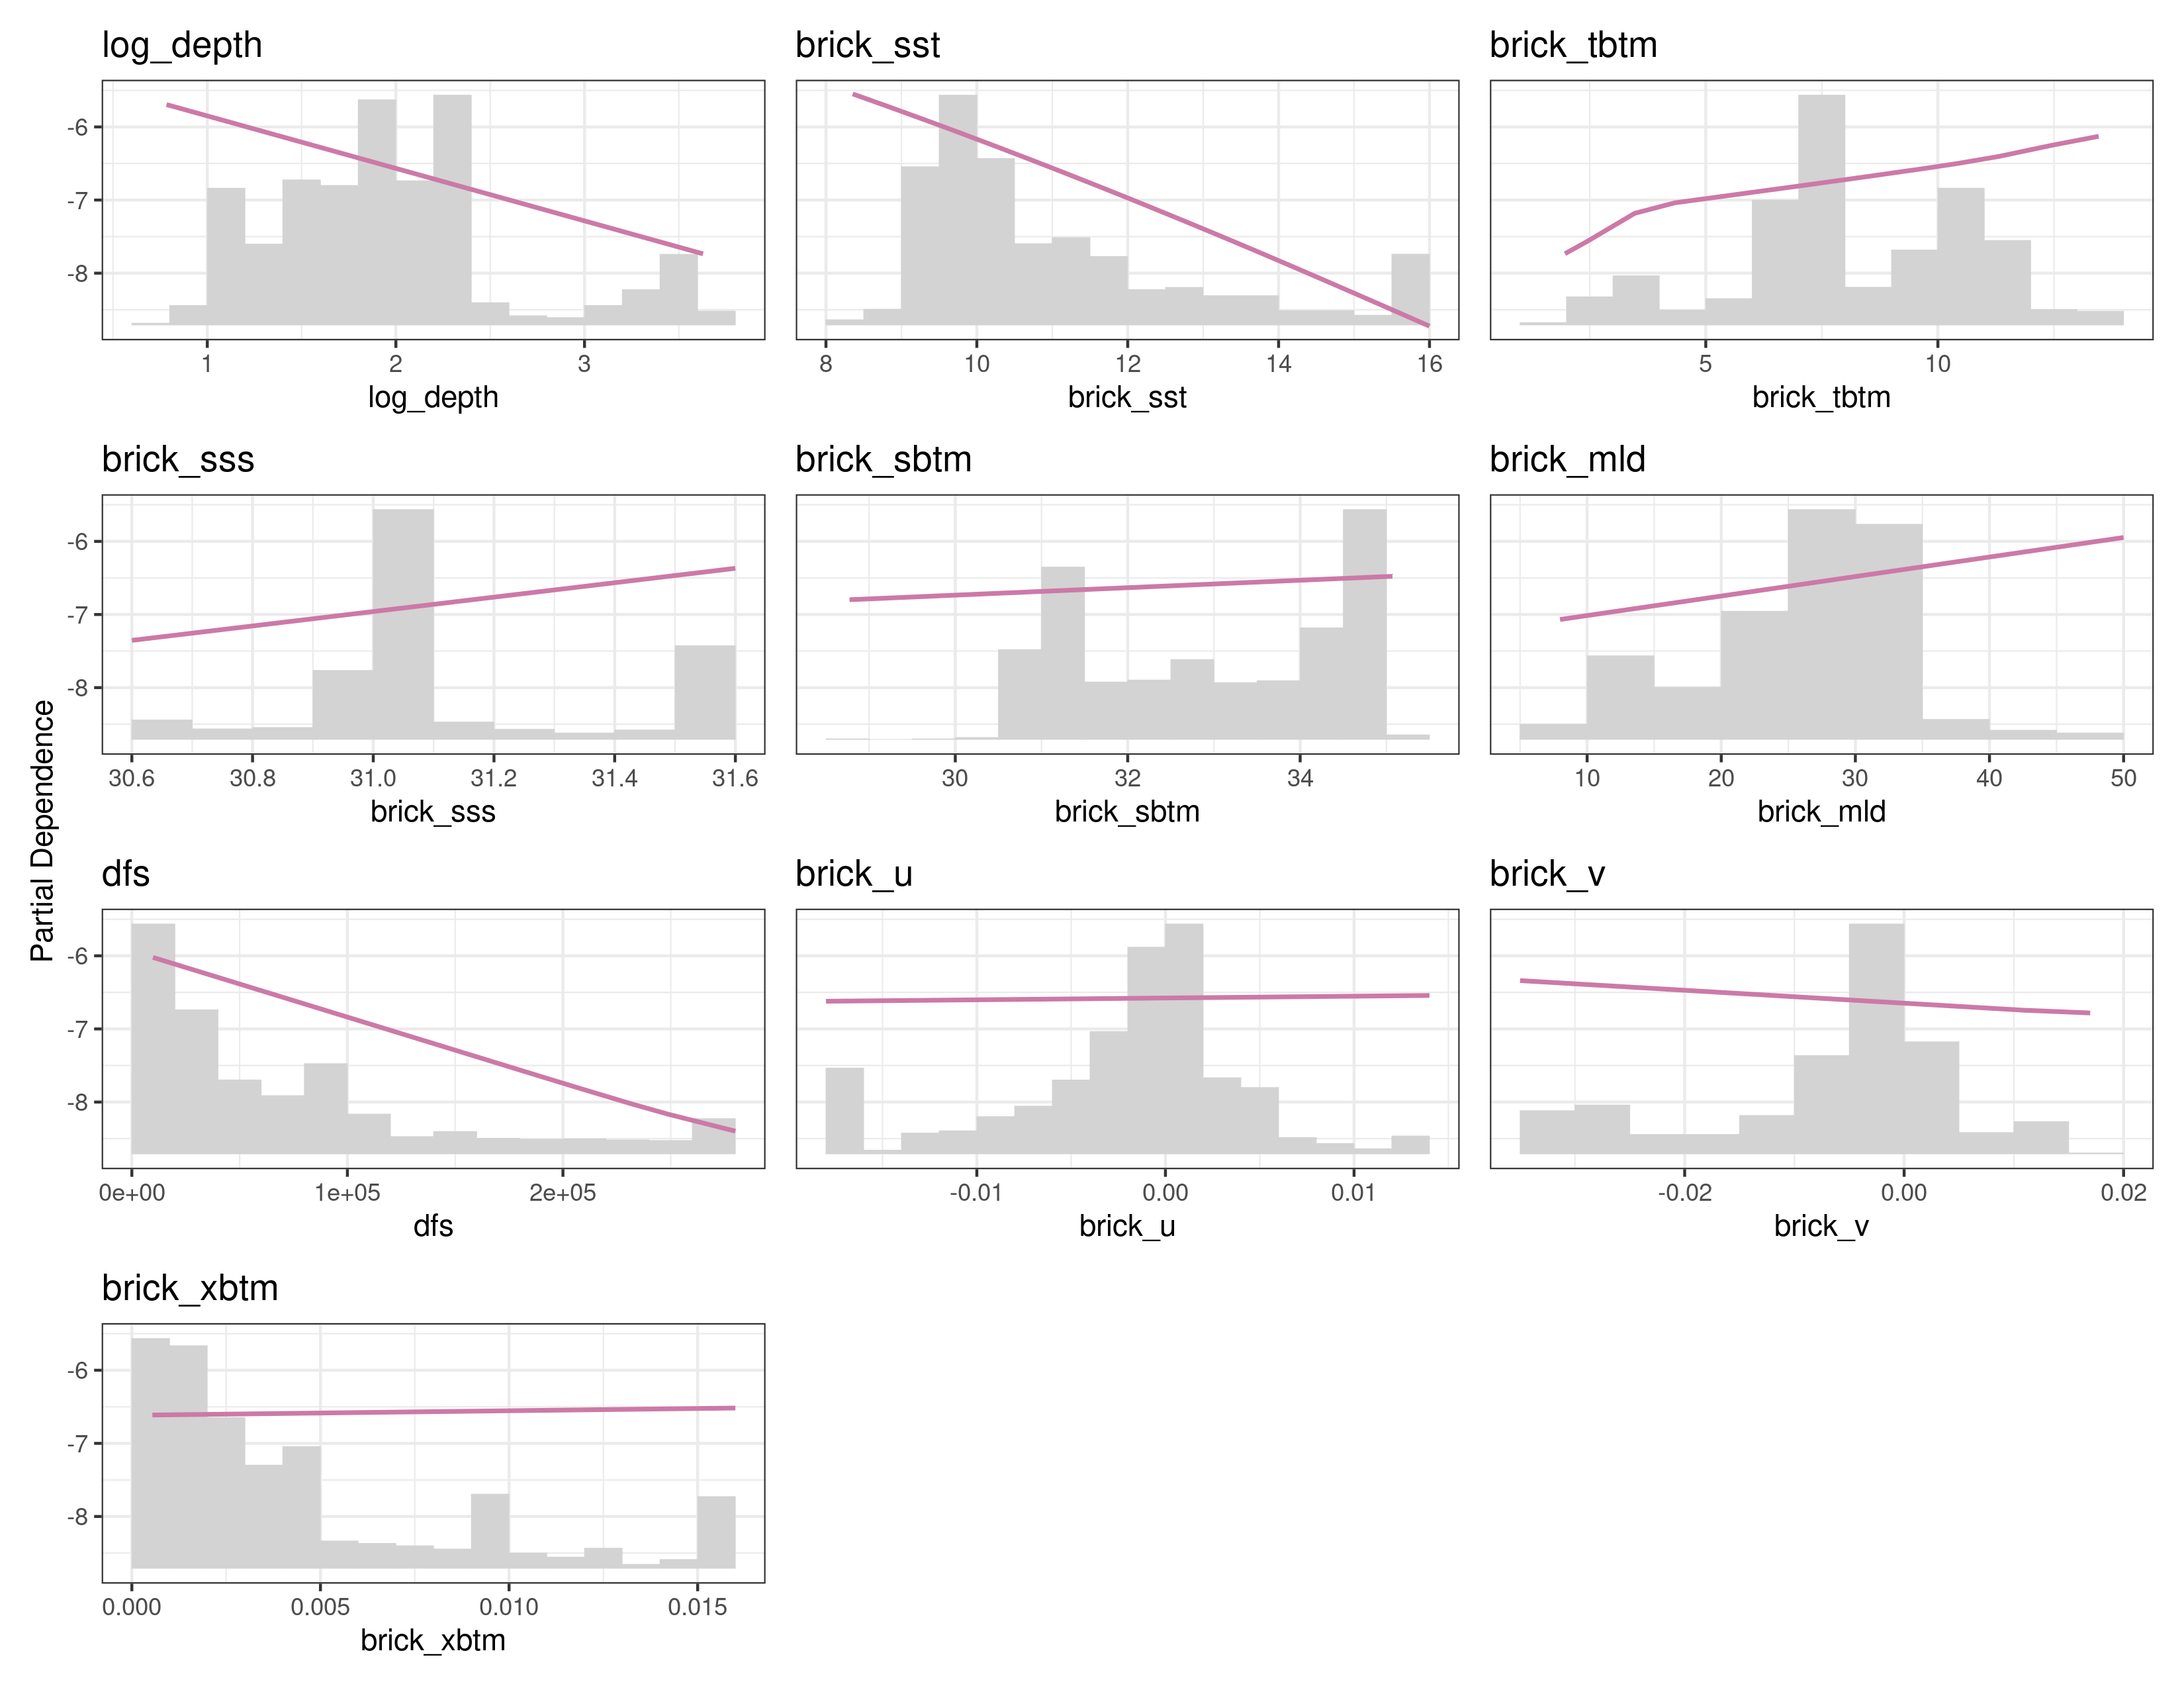 log_depth
brick_sst
brick_tbtm
-6
-7
-8
1 2 3
8 10 12 14 16
5 10
log_depth
brick_sst
brick_tbtm
brick_sss
brick_sbtm
brick_mld
-6
-7
-8
30.6 30.8 31.0 31.2 31.4 31.6
30 32 34
10 20 30 40 50
brick_sss
brick_sbtm
brick_mld
Partial Dependence
dfs
brick_u
brick_v
-6
-7
-8
0e+00 1e+05 2e+05
-0.01 0.00 0.01
-0.02 0.00 0.02
dfs
brick_u
brick_v
brick_xbtm
-6
-7
-8
0.000 0.005 0.010 0.015
brick_xbtm